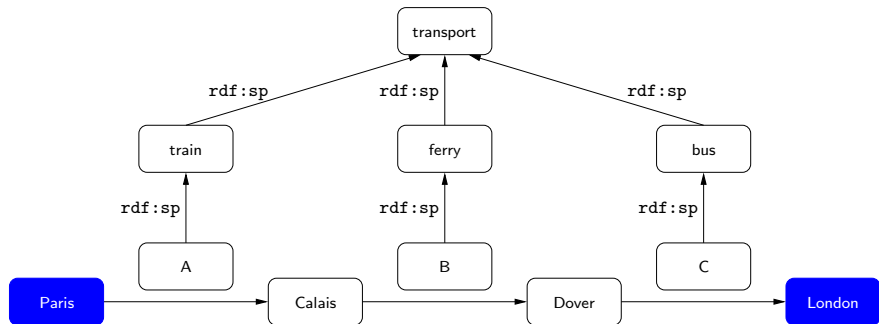 transport
rdf:sp rdf:sp rdf:sp
train ferry bus
rdf:sp rdf:sp rdf:sp
A B C
Paris Calais Dover London